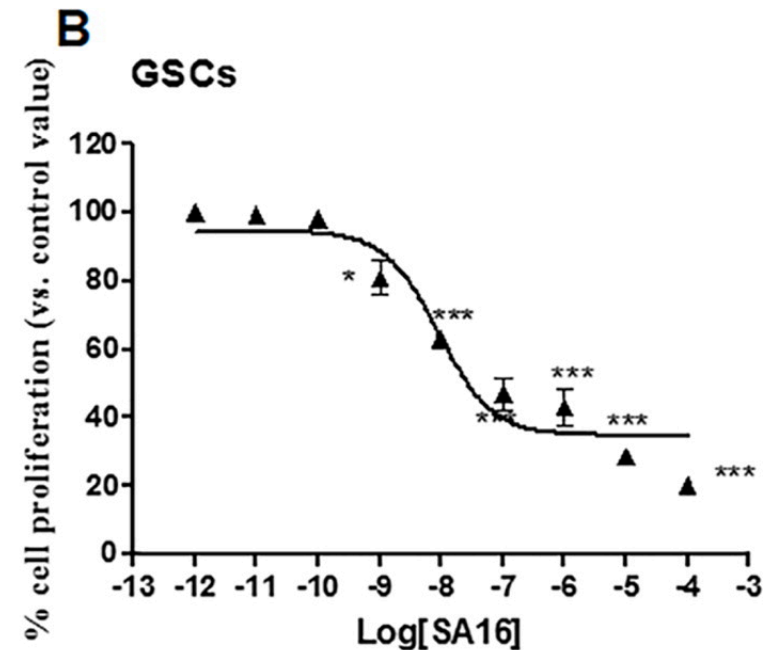 B
GSCs
% cell proliferation (vs. control value)
120
100
80
60
40
20
0
*
***
***
***
***
***
-13 -12 -11 -10 -9 -8 -7 -6 -5 -4 -3
Log[SA16]